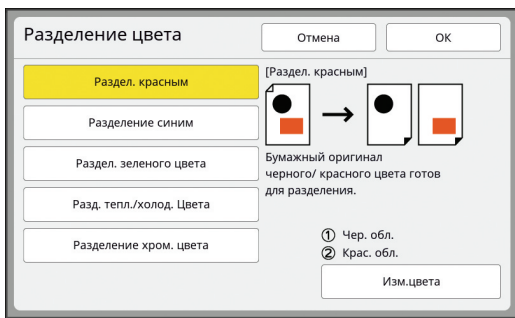 Разделение цвета
Отмена
ОК
Раздел. красным
Разделение синим
Раздел. зеленого цвета
Разд. тепл./холод. Цвета
Разделение хром. цвета
[Раздел. красным]
Бумажный оригинал
черного/ красного цвета готов
для разделения.
① Чер. обл.
② Крас. обл.
Изм.цвета